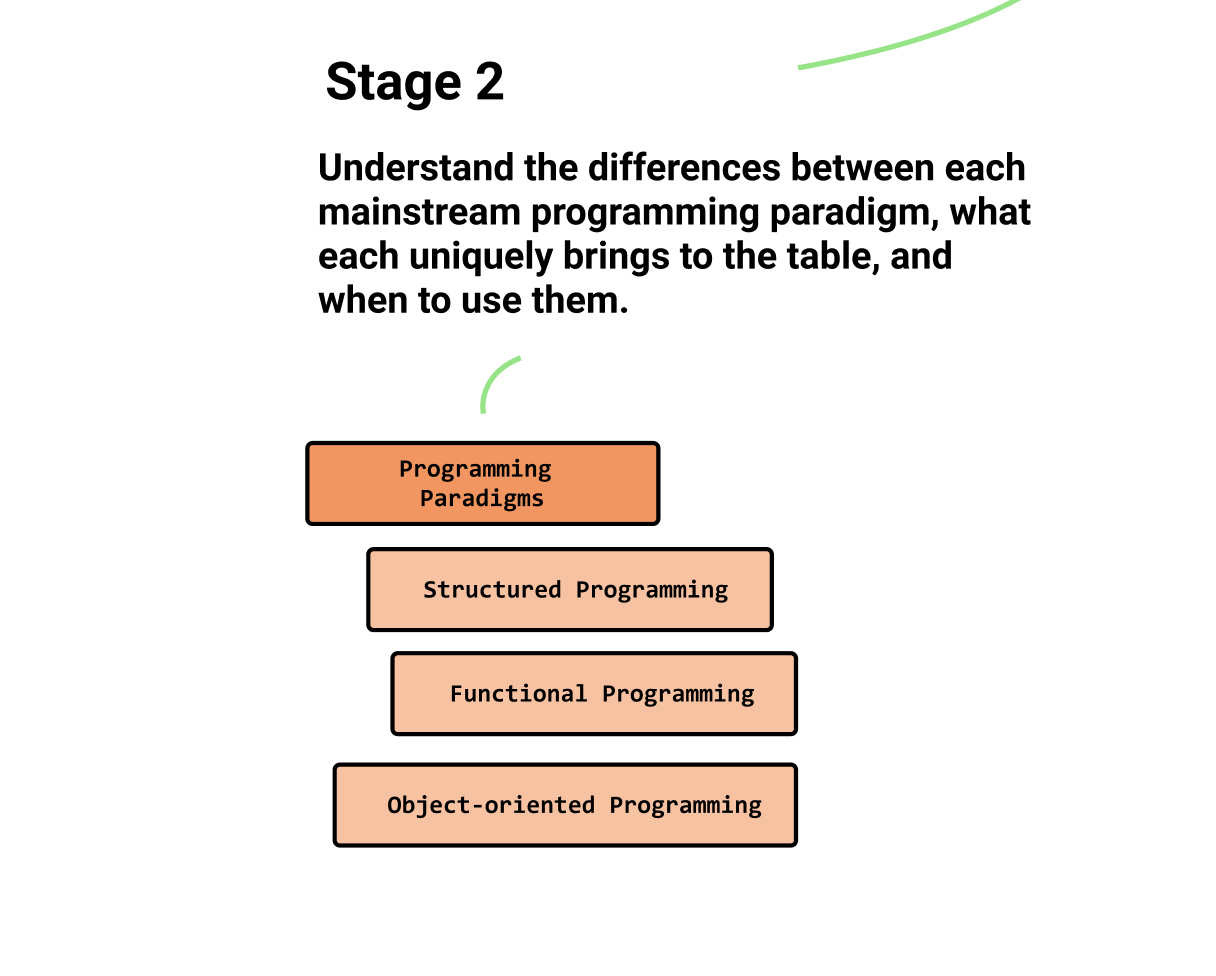 Stage 2
Understand the differences between each
mainstream programming paradigm, what
each uniquely brings to the table, and
when to use them.
Programming
Paradigms
Structured Programming
Functional Programming
Object-oriented Programming